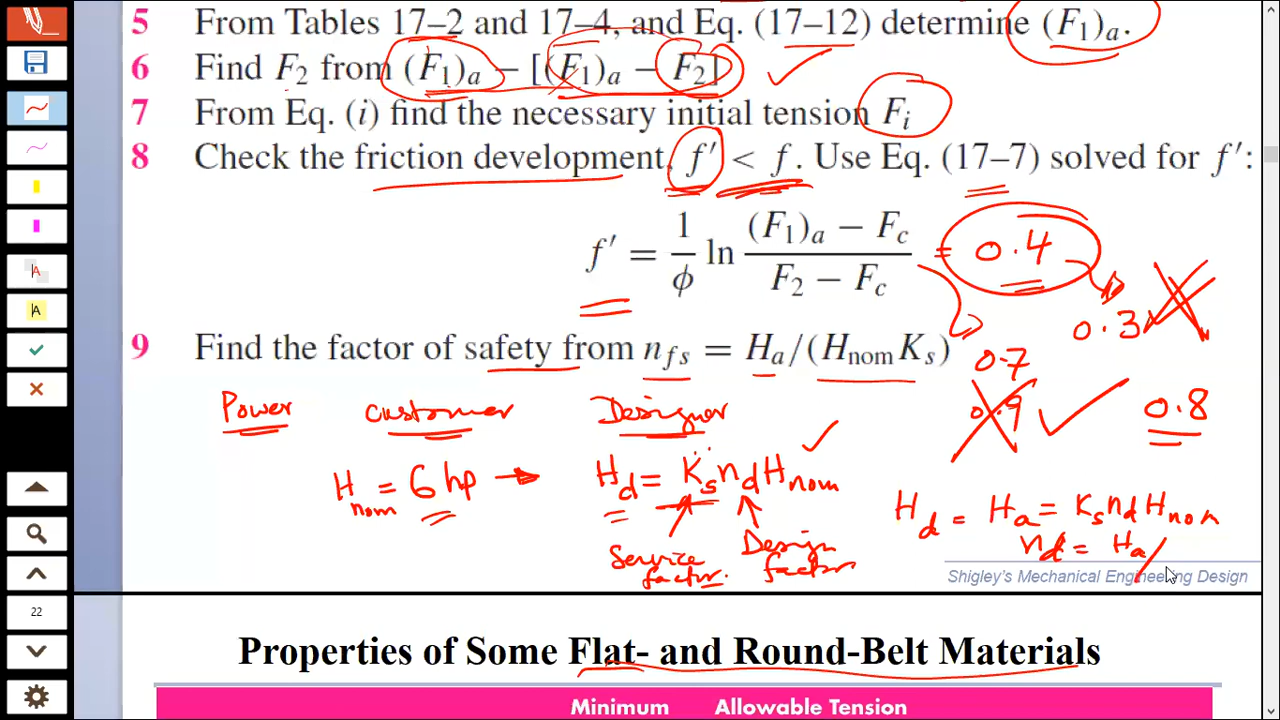 5 From Tables 17–2 and 17–4, and Eq. (17–12) determine (F₁)ₐ.
6 Find F₂ from (F₁)ₐ − [(F₁)ₐ − F₂]
7 From Eq. (i) find the necessary initial tension Fᵢ
8 Check the friction development, f′ < f. Use Eq. (17–7) solved for f′:
f′ = 1/ϕ ln (F₁)ₐ − Fc / F₂ − Fc = 0.4
0.3
9 Find the factor of safety from nfs = Hₐ/(Hnom Kₛ)
0.7
Power customer Designer 0.9 0.8
Hnom = 6 hp → Hd = Ks nd Hnom
Hd = Ha = Ks nd Hnom
nd = Ha/
Service factor. Design factor
Shigley's Mechanical Engineering Design
22
Properties of Some Flat- and Round-Belt Materials
Minimum Allowable Tension
A
A